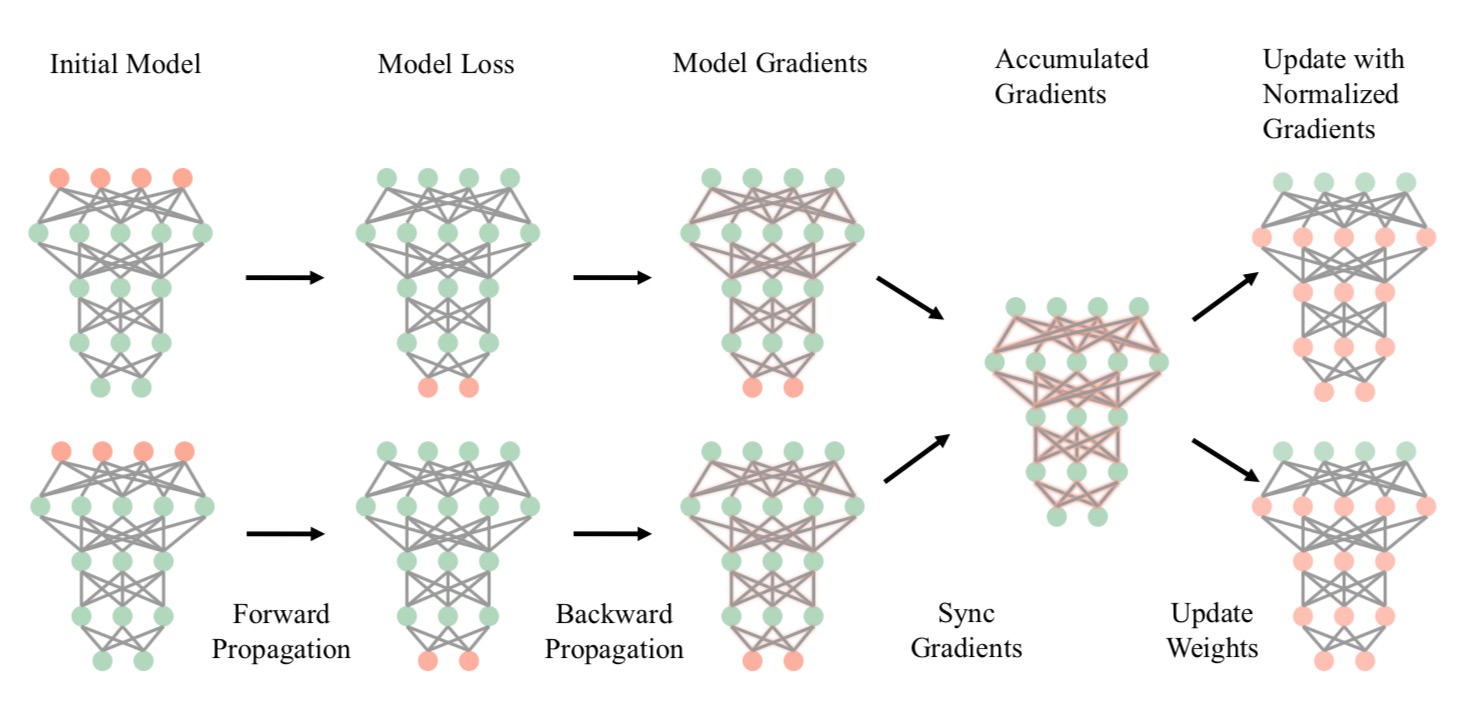 Initial Model
Model Loss
Model Gradients
Accumulated
Gradients
Update with
Normalized
Gradients
Forward
Propagation
Backward
Propagation
Sync
Gradients
Update
Weights